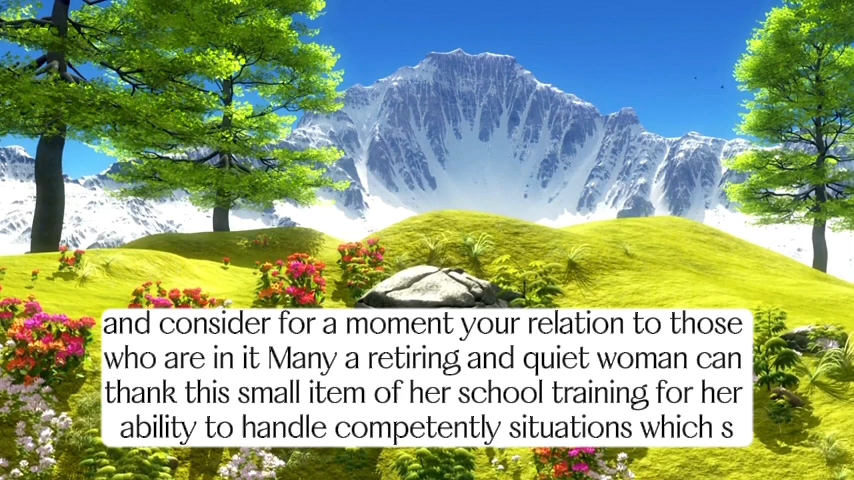 and consider for a moment your relation to those
who are in it Many a retiring and quiet woman can
thank this small item of her school training for her
ability to handle competently situations which s